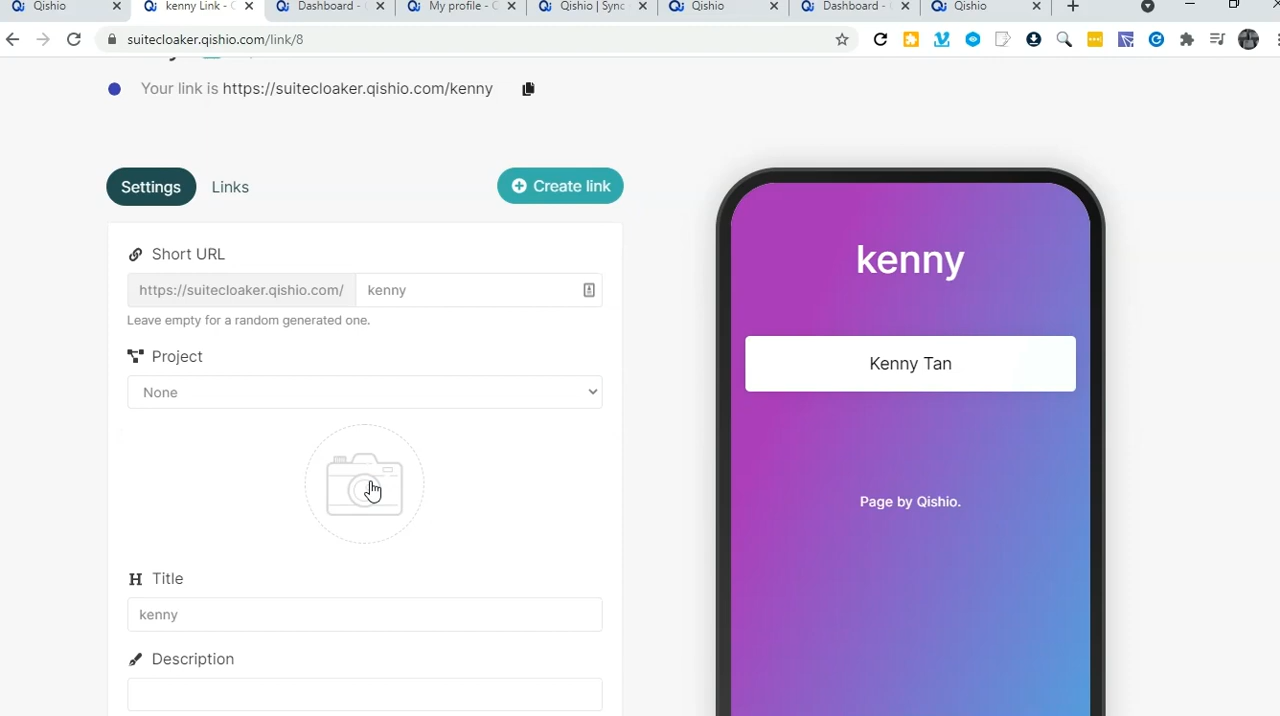 Qishio
kenny Link - 
Dashboard - 
My profile - 
Qishio | Sync
Qishio
Dashboard - 
Qishio
suitecloaker.qishio.com/link/8
Your link is https://suitecloaker.qishio.com/kenny
Settings
Links
Create link
Short URL
https://suitecloaker.qishio.com/
kenny
Leave empty for a random generated one.
Project
None
Title
kenny
Description
kenny
Kenny Tan
Page by Qishio.